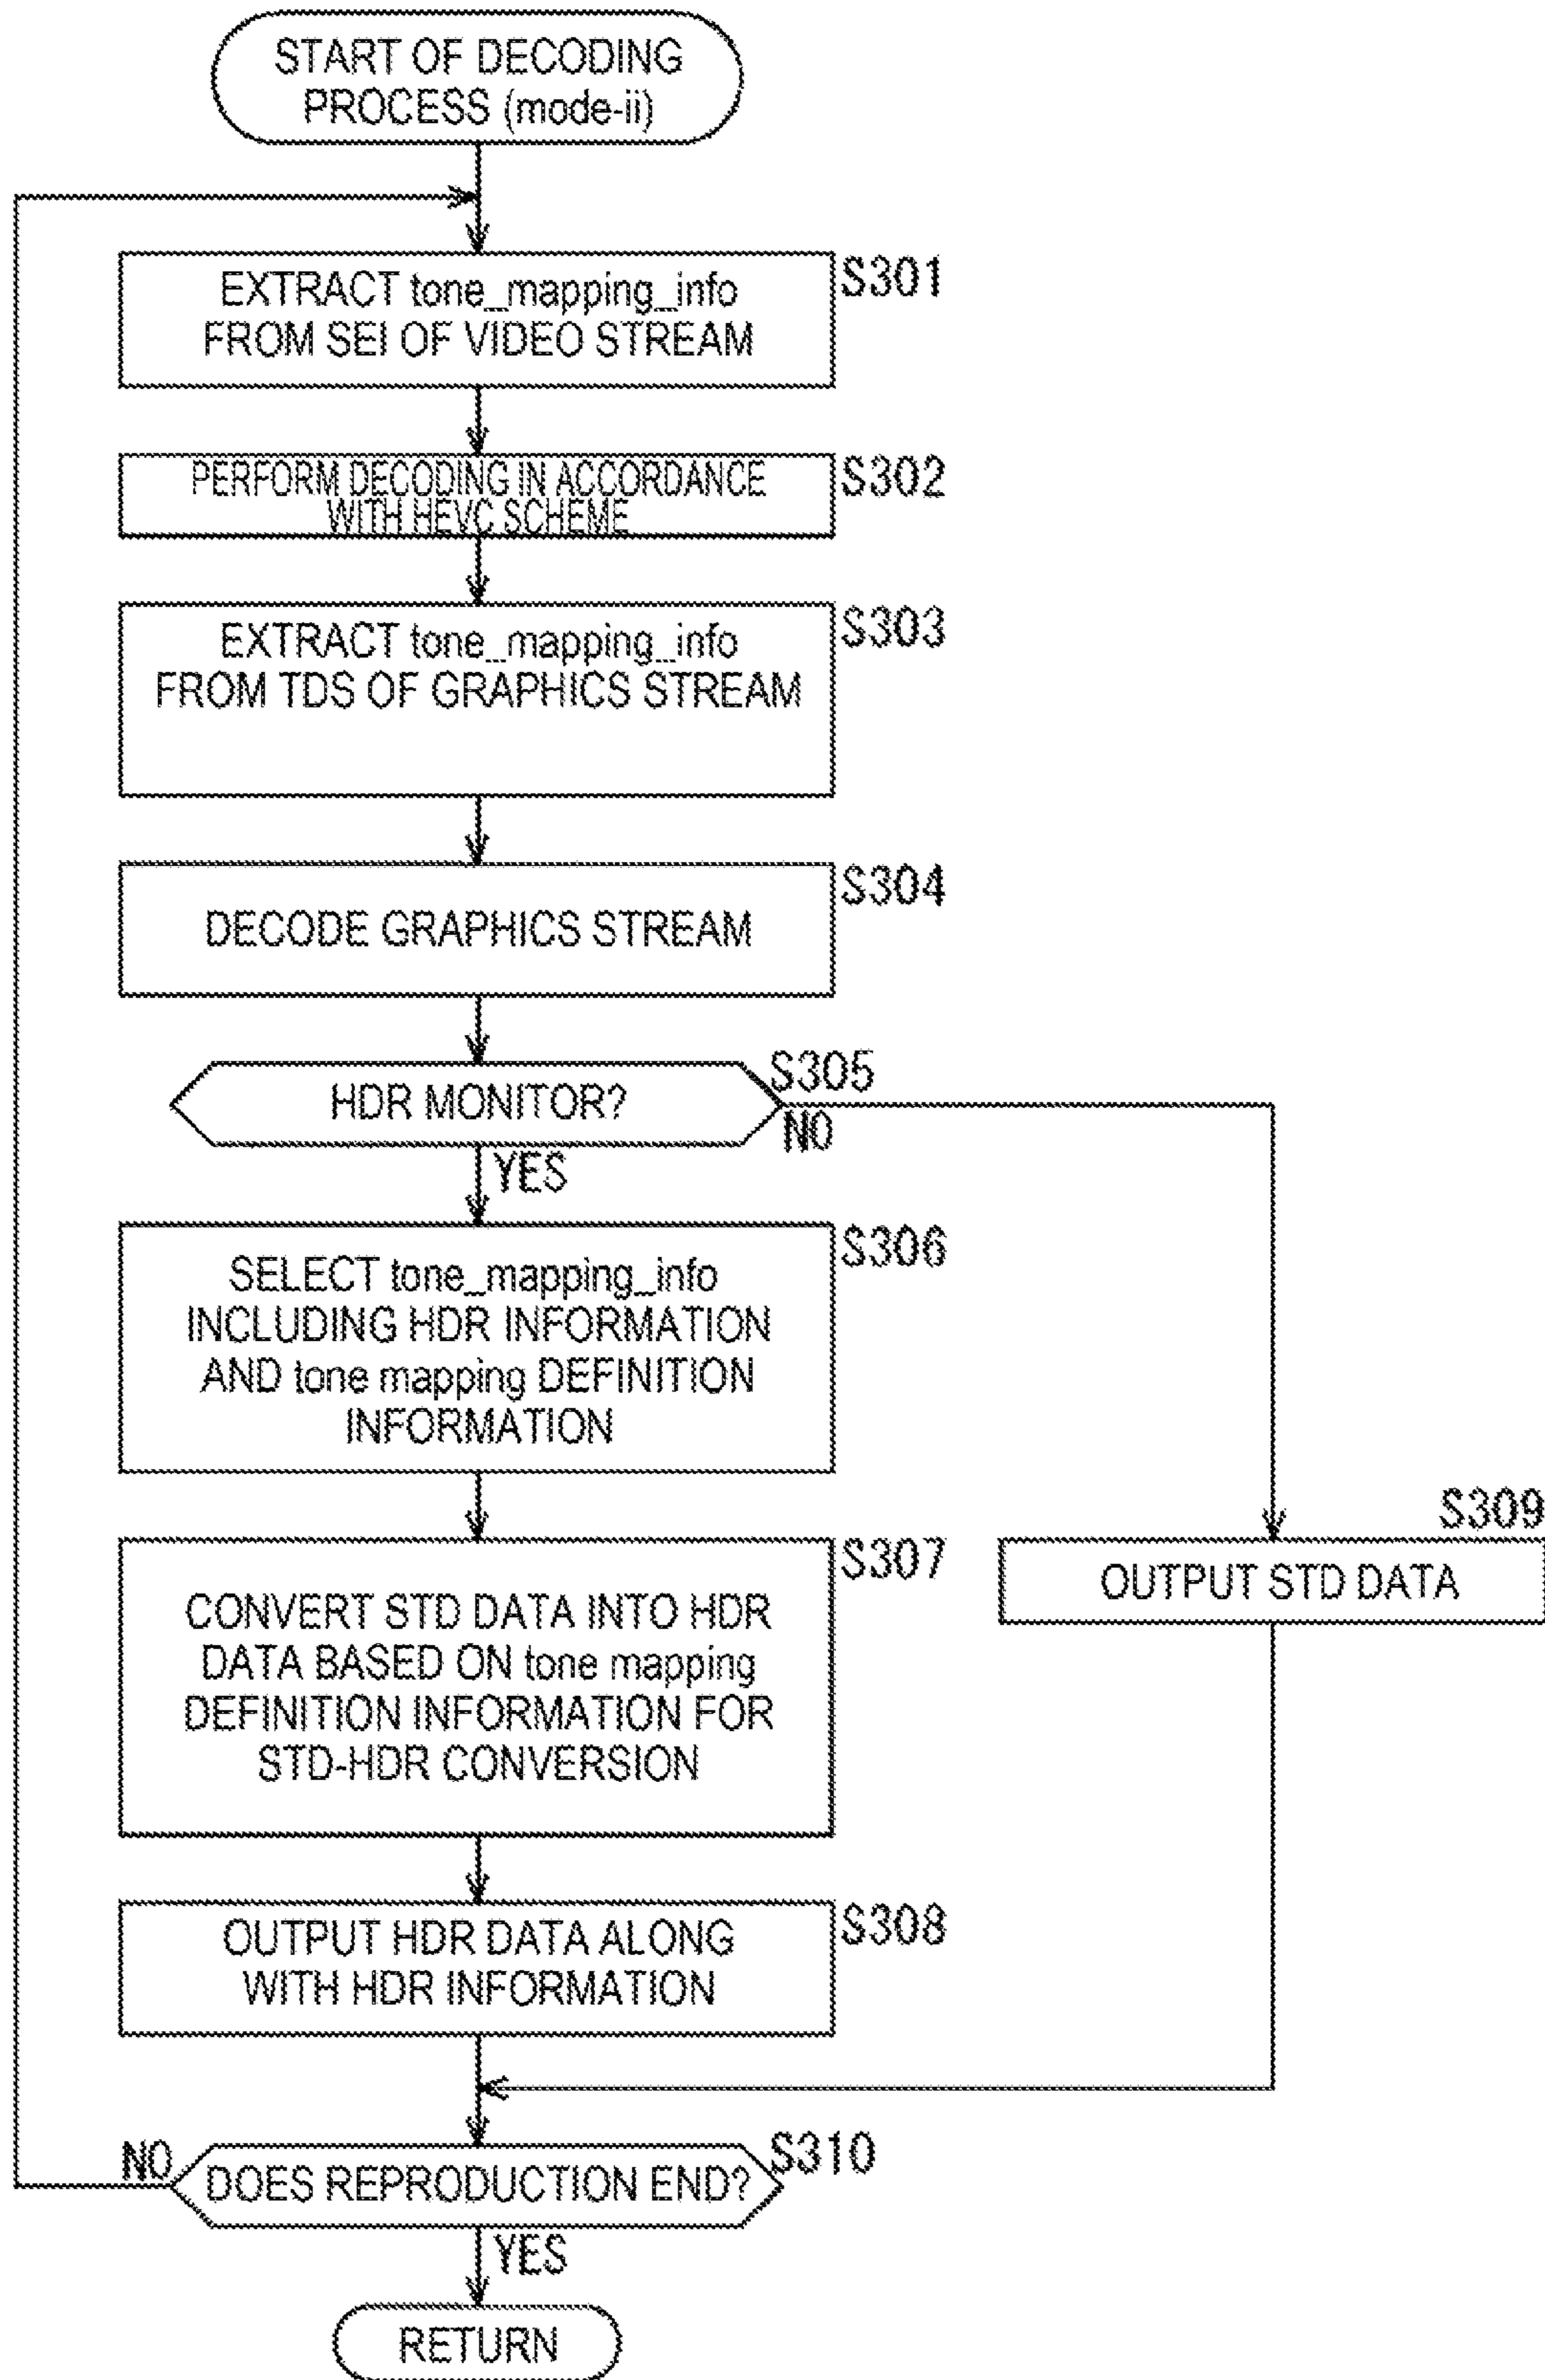 START OF DECODING
PROCESS (mode-ii)
EXTRACT tone_mapping_info
FROM SEI OF VIDEO STREAM
S301
PERFORM DECODING IN ACCORDANCE
WITH HEVC SCHEME
S302
EXTRACT tone_mapping_info
FROM TDS OF GRAPHICS STREAM
S303
DECODE GRAPHICS STREAM
S304
HDR MONITOR?
S305
NO
YES
SELECT tone_mapping_info
INCLUDING HDR INFORMATION
AND tone mapping DEFINITION
INFORMATION
S306
CONVERT STD DATA INTO HDR
DATA BASED ON tone mapping
DEFINITION INFORMATION FOR
STD-HDR CONVERSION
S307
S309
OUTPUT STD DATA
OUTPUT HDR DATA ALONG
WITH HDR INFORMATION
S308
NO
DOES REPRODUCTION END?
S310
YES
RETURN